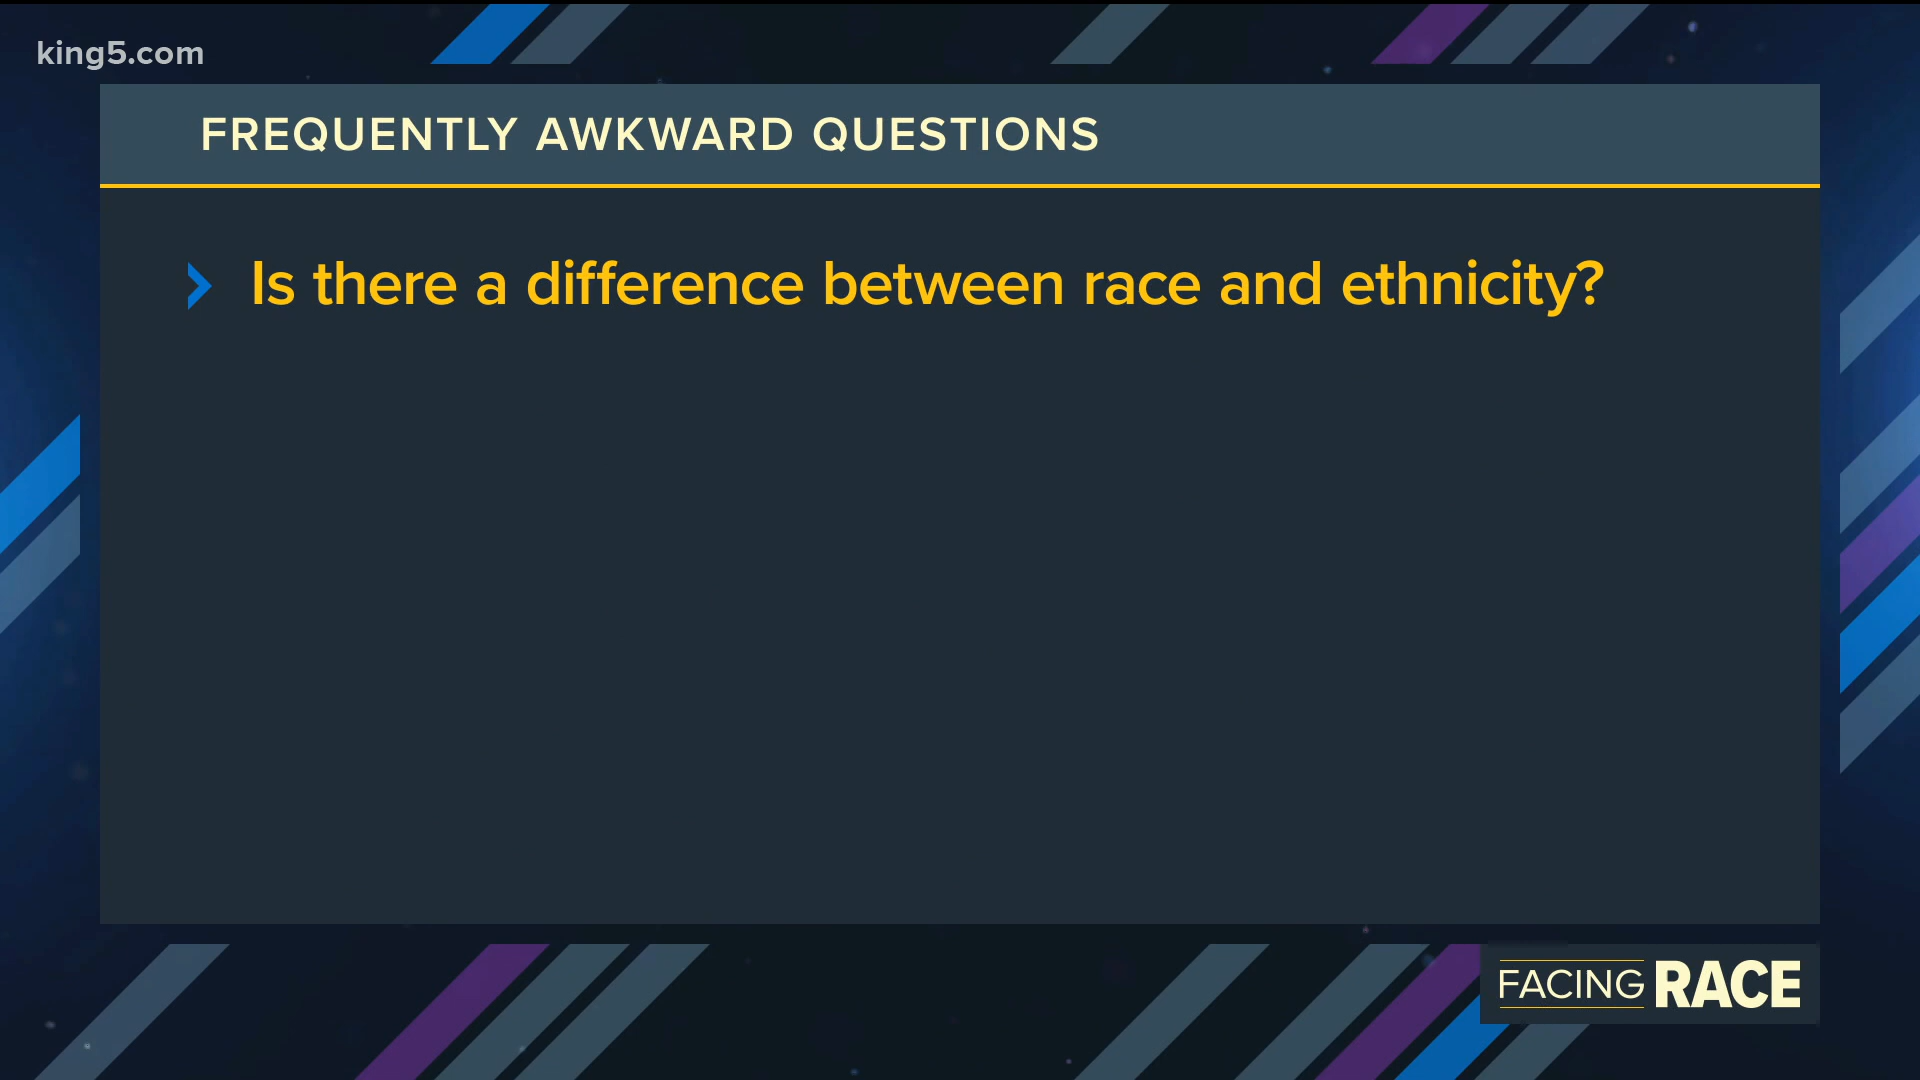 king5.com
FREQUENTLY AWKWARD QUESTIONS
Is there a difference between race and ethnicity?
FACING RACE